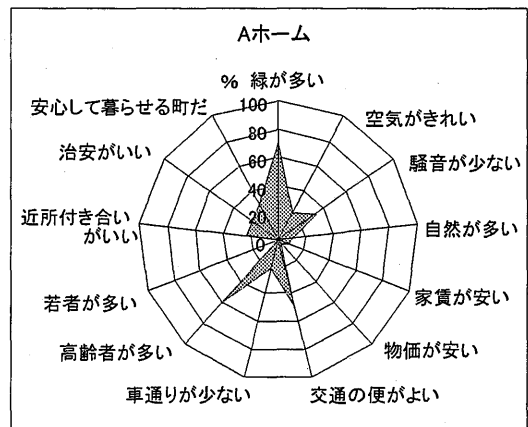 Aホーム
% 緑が多い
空気がきれい
騒音が少ない
自然が多い
家賃が安い
物価が安い
交通の便がよい
車通りが少ない
高齢者が多い
若者が多い
近所付き合い
がいい
治安がいい
安心して暮らせる町だ
100
80
60
40
20
0